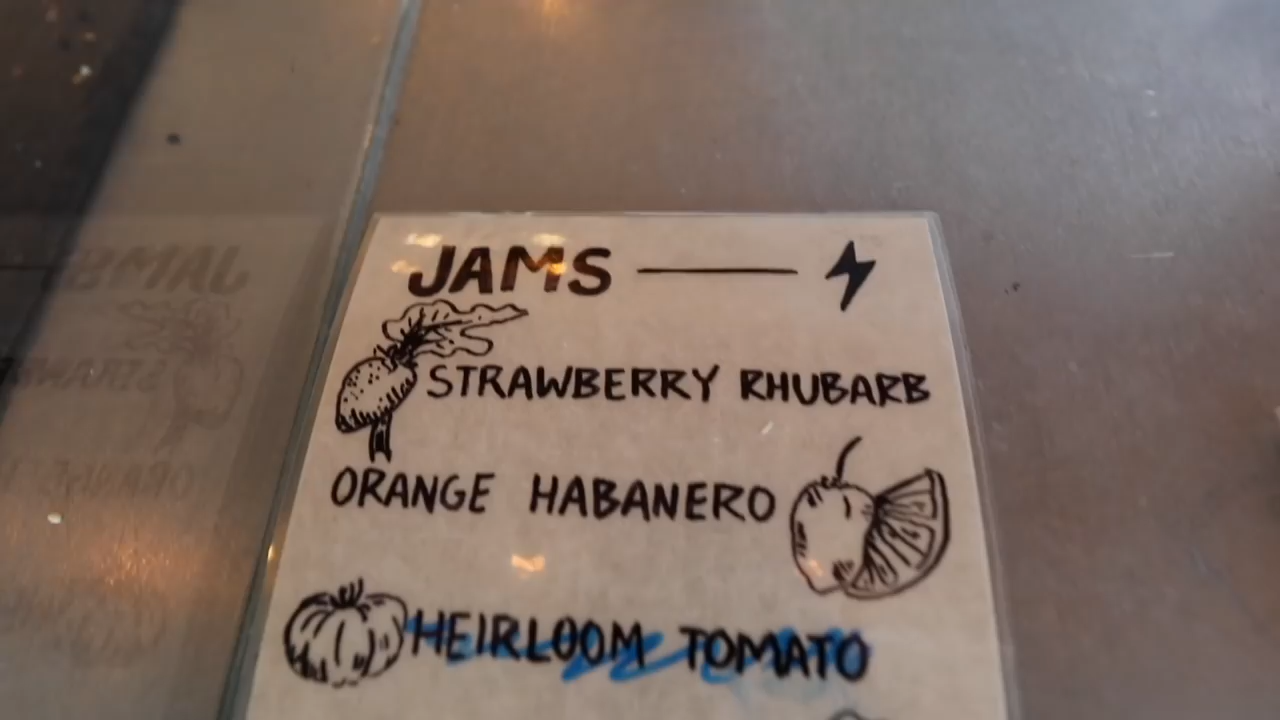 JAMS
STRAWBERRY RHUBARB
ORANGE HABANERO
HEIRLOOM TOMATO